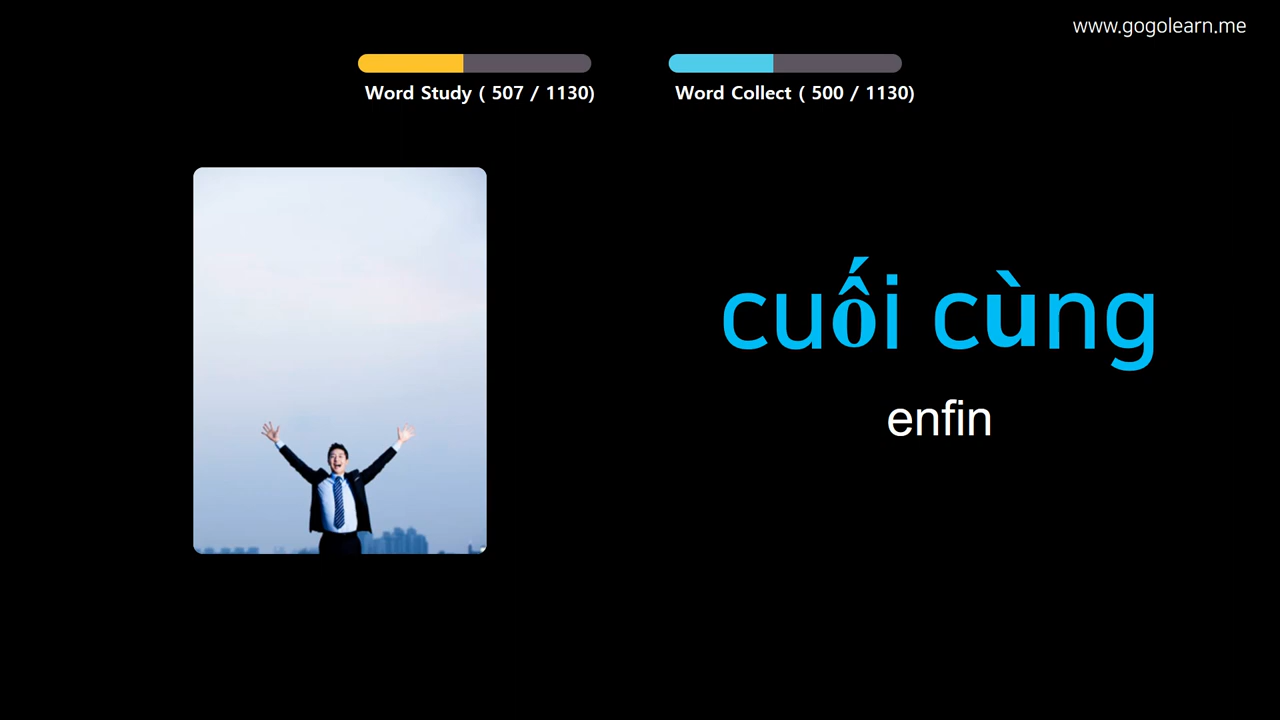 www.gogolearn.me
Word Study ( 507 / 1130)
Word Collect ( 500 / 1130)
cuối cùng
enfin